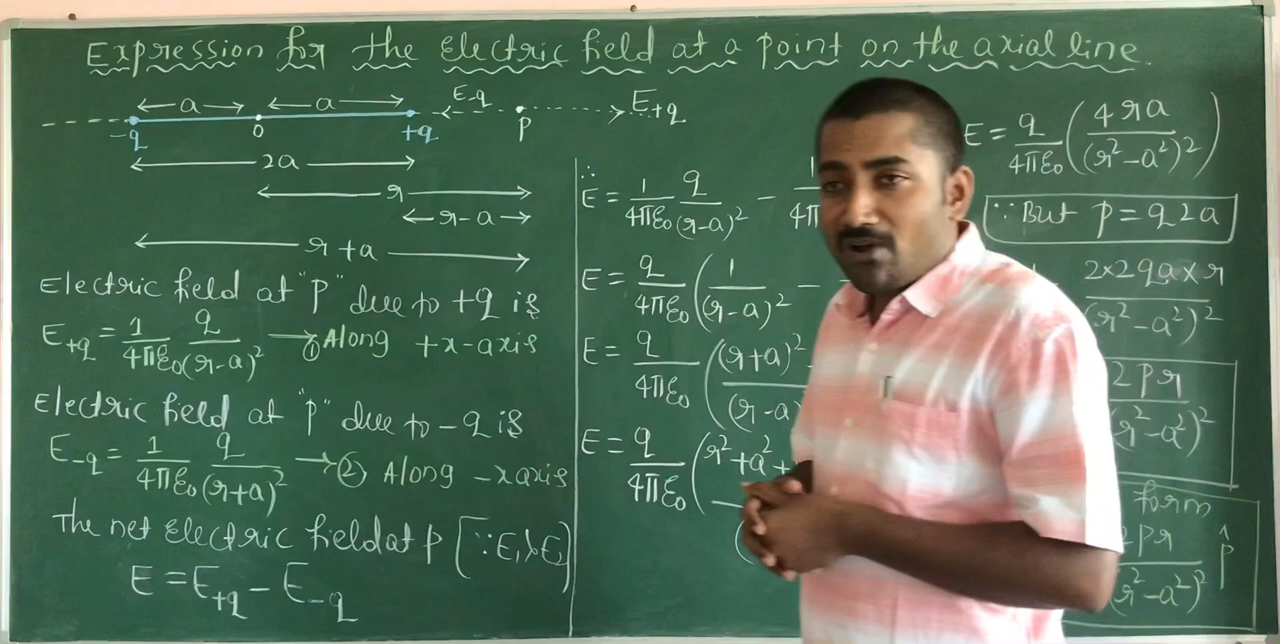 Expression for the electric field at a point on the axial line.
a a E-q E+q
-q o +q p
2a
r
r-a
r+a
Electric field at "P" due to +q is
E+q = 1/4πε0 q/(r-a)² → ① Along +x-axis
Electric field at "P" due to -q is
E-q = 1/4πε0 q/(r+a)² → ② Along -x axis
The net electric field at P [∵ E1 > E2]
E = E+q - E-q
∴
E = 1/4πε0 q/(r-a)² - 1/4π
E = q/4πε0 (1/(r-a)² -
E = q/4πε0 ((r+a)² - /(r-a)
E = q/4πε0 (r²+a²+
E = q/4πε0 (4ra/(r²-a²)²)
∵ But p = q2a
2×2qa×r/(r²-a²)²
2pr/(r²-a²)²
form
2pr/(r²-a²)² p̂